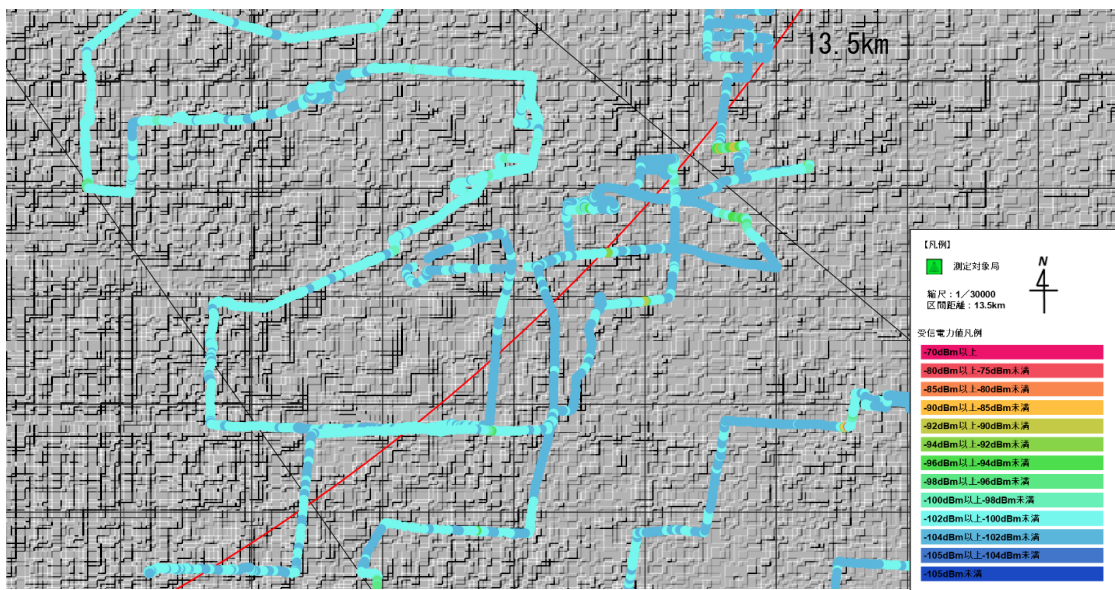 13.5km
【凡例】
測定対象局
N
縮尺:1/30000
区間距離:13.5km
受信電力値凡例
-70dBm以上
-80dBm以上-75dBm未満
-85dBm以上-80dBm未満
-90dBm以上-85dBm未満
-92dBm以上-90dBm未満
-94dBm以上-92dBm未満
-96dBm以上-94dBm未満
-98dBm以上-96dBm未満
-100dBm以上-98dBm未満
-102dBm以上-100dBm未満
-104dBm以上-102dBm未満
-105dBm以上-104dBm未満
-105dBm未満